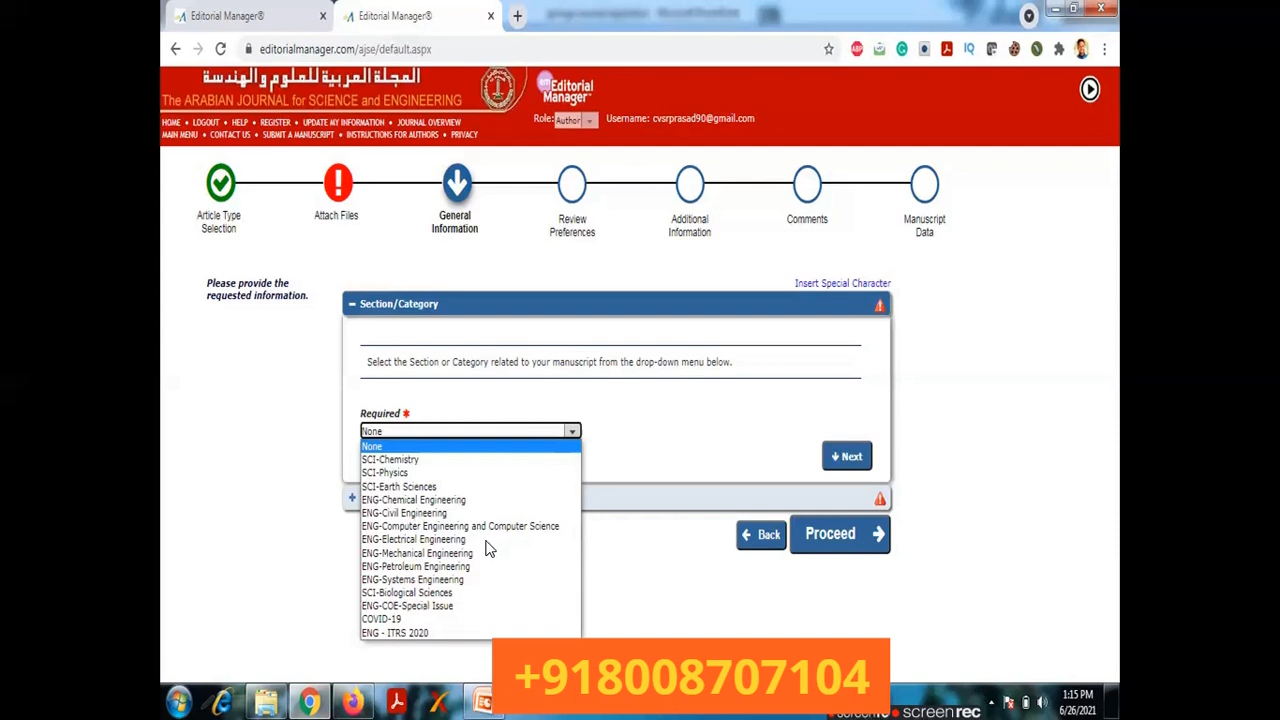 Editorial Manager®
Editorial Manager®
editorialmanager.com/ajse/default.aspx
المجلة العربية للعلوم والهندسة
The ARABIAN JOURNAL for SCIENCE and ENGINEERING
em
Editorial
Manager
Role: Author
Username: cvsrprasad90@gmail.com
HOME • LOGOUT • HELP • REGISTER • UPDATE MY INFORMATION • JOURNAL OVERVIEW
MAIN MENU • CONTACT US • SUBMIT A MANUSCRIPT • INSTRUCTIONS FOR AUTHORS • PRIVACY
Article Type
Selection
Attach Files
General
Information
Review
Preferences
Additional
Information
Comments
Manuscript
Data
Please provide the
requested information.
Insert Special Character
Section/Category
Select the Section or Category related to your manuscript from the drop-down menu below.
Required *
None
None
SCI-Chemistry
SCI-Physics
SCI-Earth Sciences
ENG-Chemical Engineering
ENG-Civil Engineering
ENG-Computer Engineering and Computer Science
ENG-Electrical Engineering
ENG-Mechanical Engineering
ENG-Petroleum Engineering
ENG-Systems Engineering
SCI-Biological Sciences
ENG-COE-Special Issue
COVID-19
ENG - ITRS 2020
Next
Back
Proceed
+918008707104
1:15 PM
6/26/2021
screenrec
screenrec